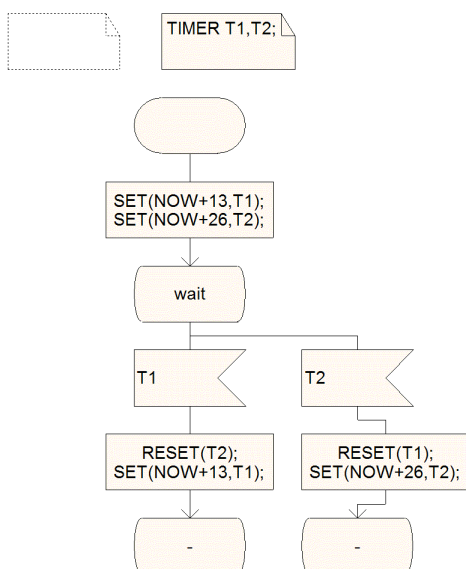 TIMER T1,T2;
SET(NOW+13,T1);
SET(NOW+26,T2);
wait
T1
T2
RESET(T2);
SET(NOW+13,T1);
RESET(T1);
SET(NOW+26,T2);
-
-